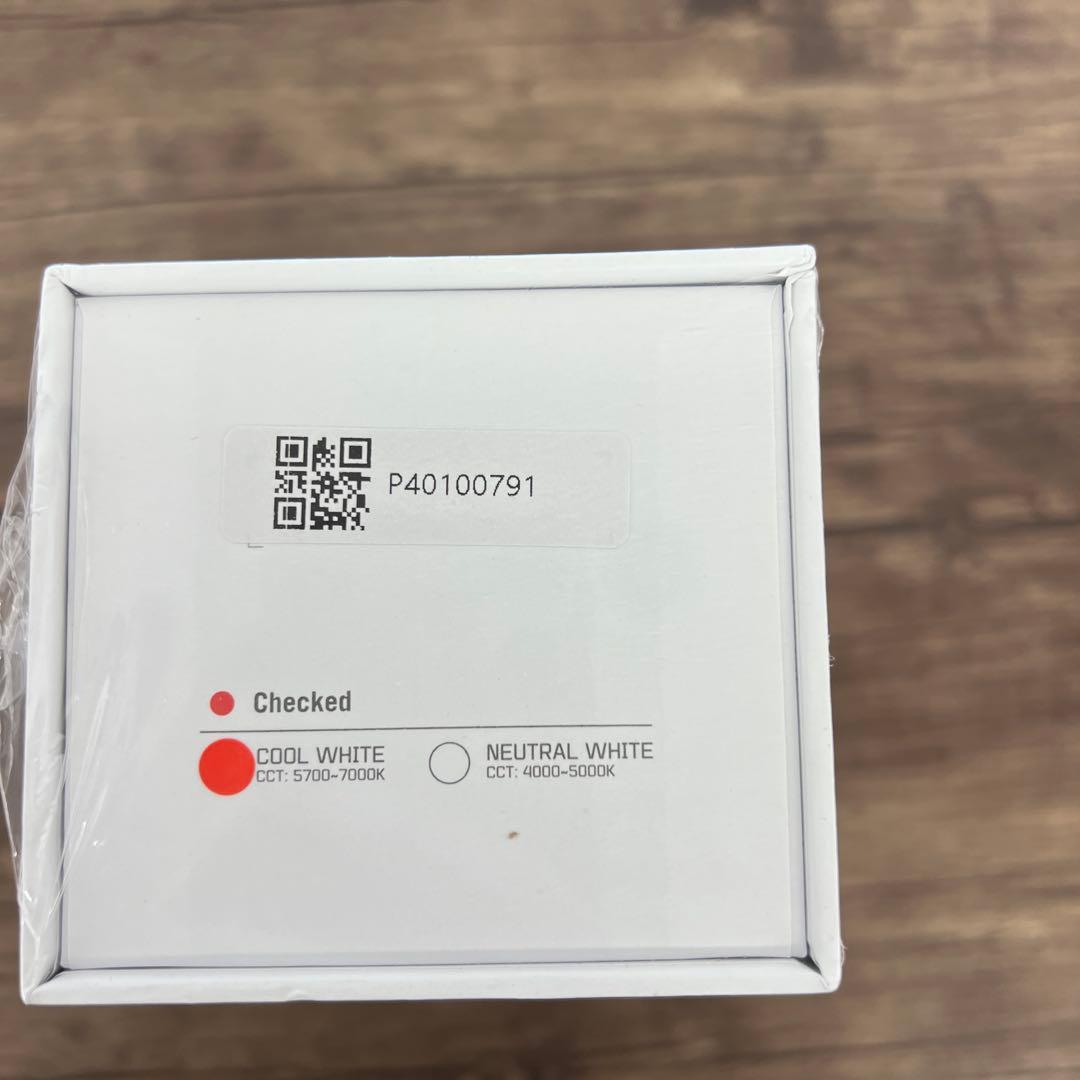 P40100791
Checked
COOL WHITE
CCT: 5700~7000K
NEUTRAL WHITE
CCT: 4000~5000K